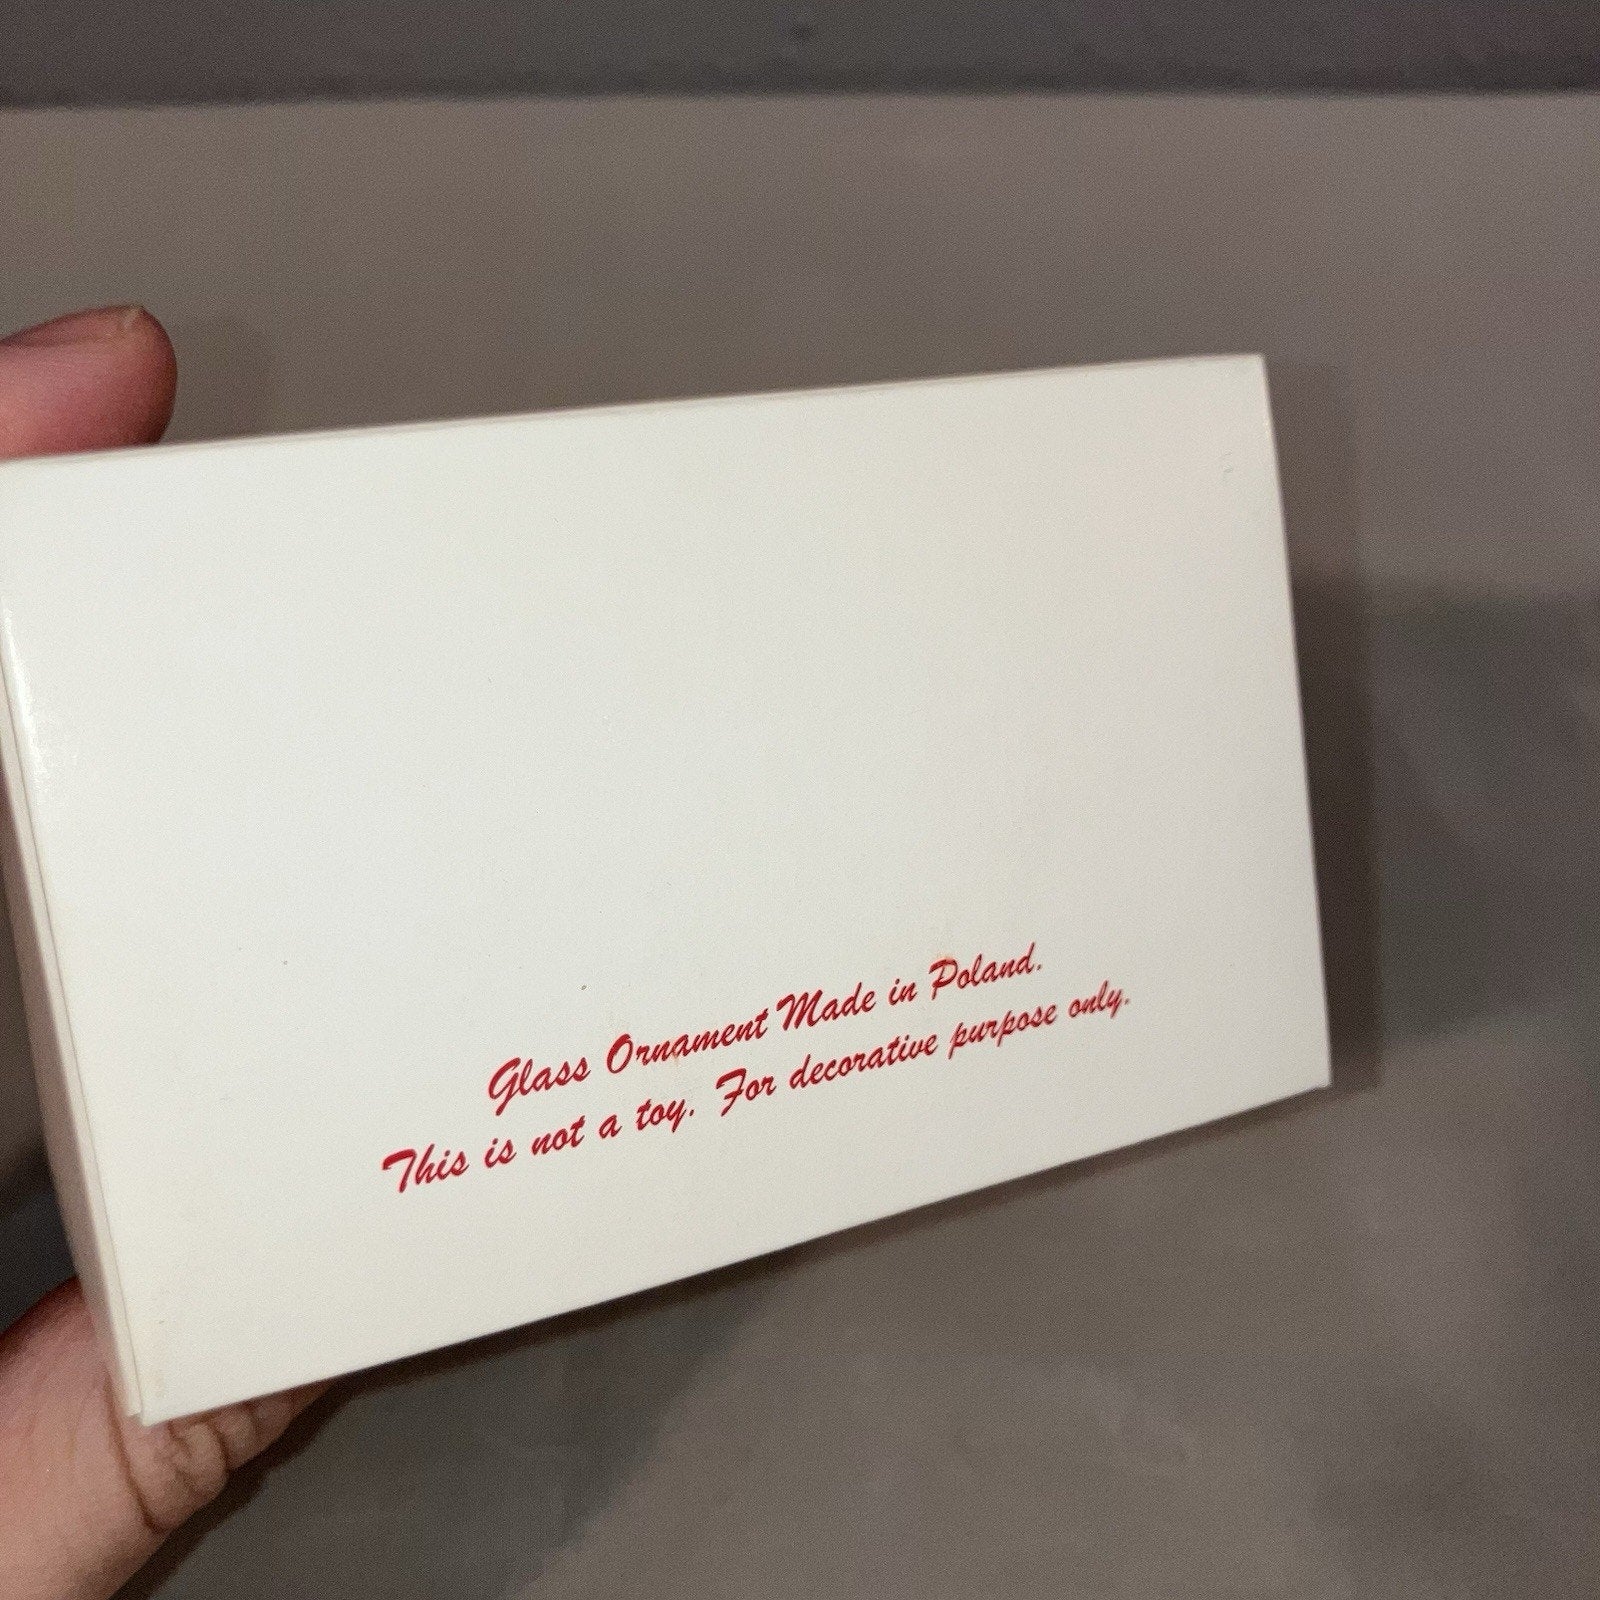 Glass Ornament Made in Poland.
This is not a toy. For decorative purpose only.